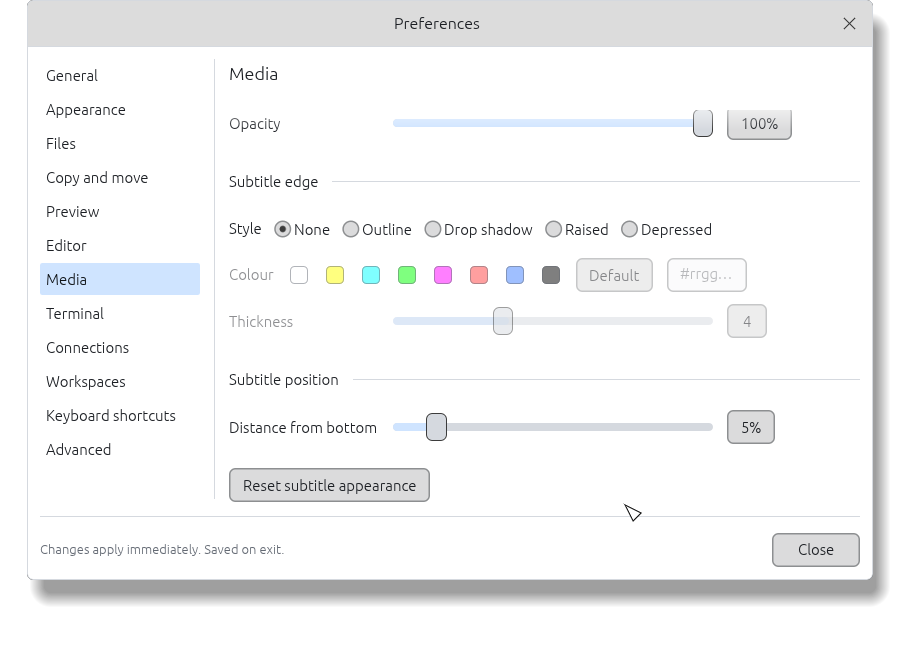 Preferences
General
Appearance
Files
Copy and move
Preview
Editor
Media
Terminal
Connections
Workspaces
Keyboard shortcuts
Advanced
Media
Opacity 100%
Subtitle edge
Style None Outline Drop shadow Raised Depressed
Colour Default #rrgg...
Thickness 4
Subtitle position
Distance from bottom 5%
Reset subtitle appearance
Changes apply immediately. Saved on exit.
Close